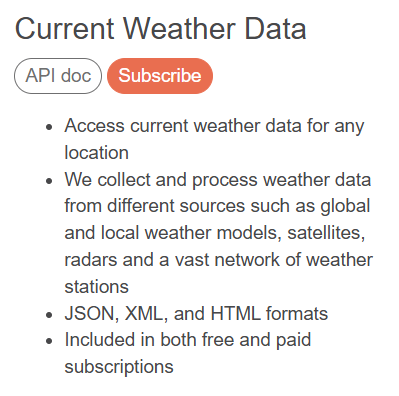 Current Weather Data
API doc Subscribe
• Access current weather data for any
location
• We collect and process weather data
from different sources such as global
and local weather models, satellites,
radars and a vast network of weather
stations
• JSON, XML, and HTML formats
• Included in both free and paid
subscriptions